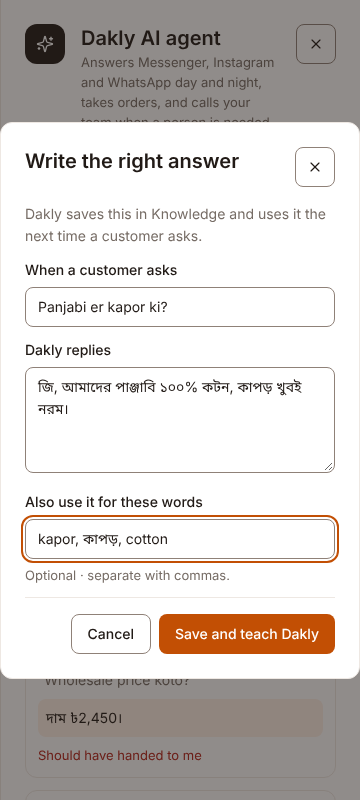 Dakly AI agent
Answers Messenger, Instagram
and WhatsApp day and night,
takes orders, and calls your
team when a person is needed
Write the right answer
Dakly saves this in Knowledge and uses it the
next time a customer asks.
When a customer asks
Panjabi er kapor ki?
Dakly replies
জি, আমাদের পাঞ্জাবি ১০০% কটন, কাপড় খুবই
নরম।
Also use it for these words
kapor, কাপড়, cotton
Optional · separate with commas.
Cancel
Save and teach Dakly
Wholesale price koto?
দাম ৳2,450।
Should have handed to me